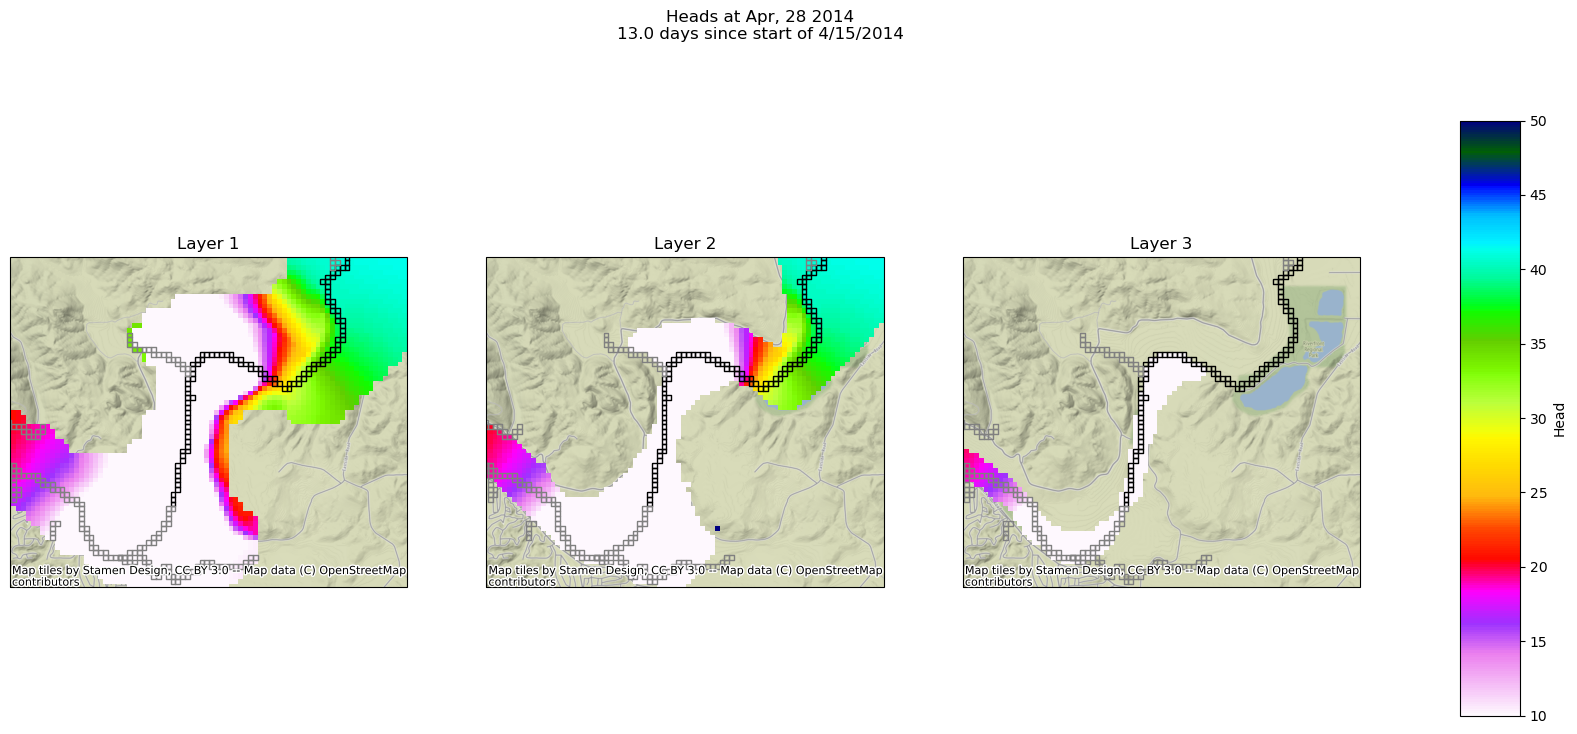 Heads at Apr, 28 2014
13.0 days since start of 4/15/2014
Layer 1
Layer 2
Layer 3
Map tiles by Stamen Design, CC BY 3.0 -- Map data (C) OpenStreetMap
contributors
Map tiles by Stamen Design, CC BY 3.0 -- Map data (C) OpenStreetMap
contributors
Map tiles by Stamen Design, CC BY 3.0 -- Map data (C) OpenStreetMap
contributors
50
45
40
35
30
25
20
15
10
Head